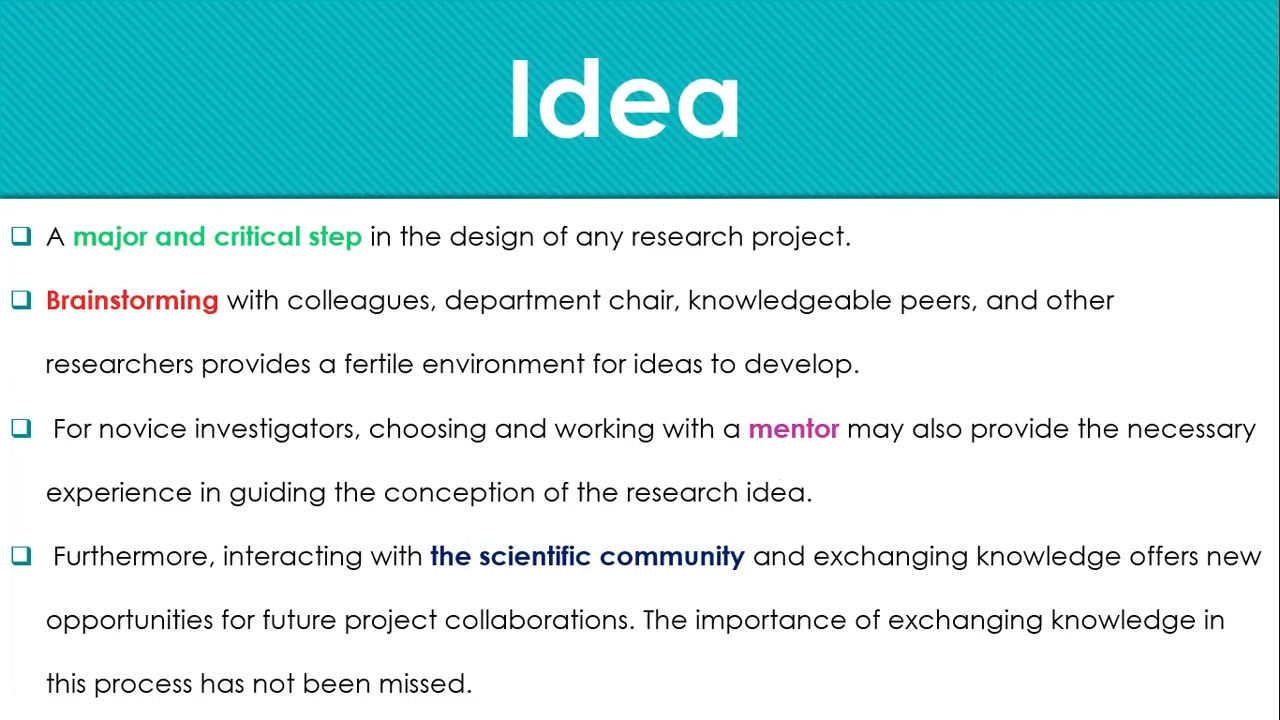 Idea
A major and critical step in the design of any research project.
Brainstorming with colleagues, department chair, knowledgeable peers, and other
researchers provides a fertile environment for ideas to develop.
For novice investigators, choosing and working with a mentor may also provide the necessary
experience in guiding the conception of the research idea.
Furthermore, interacting with the scientific community and exchanging knowledge offers new
opportunities for future project collaborations. The importance of exchanging knowledge in
this process has not been missed.